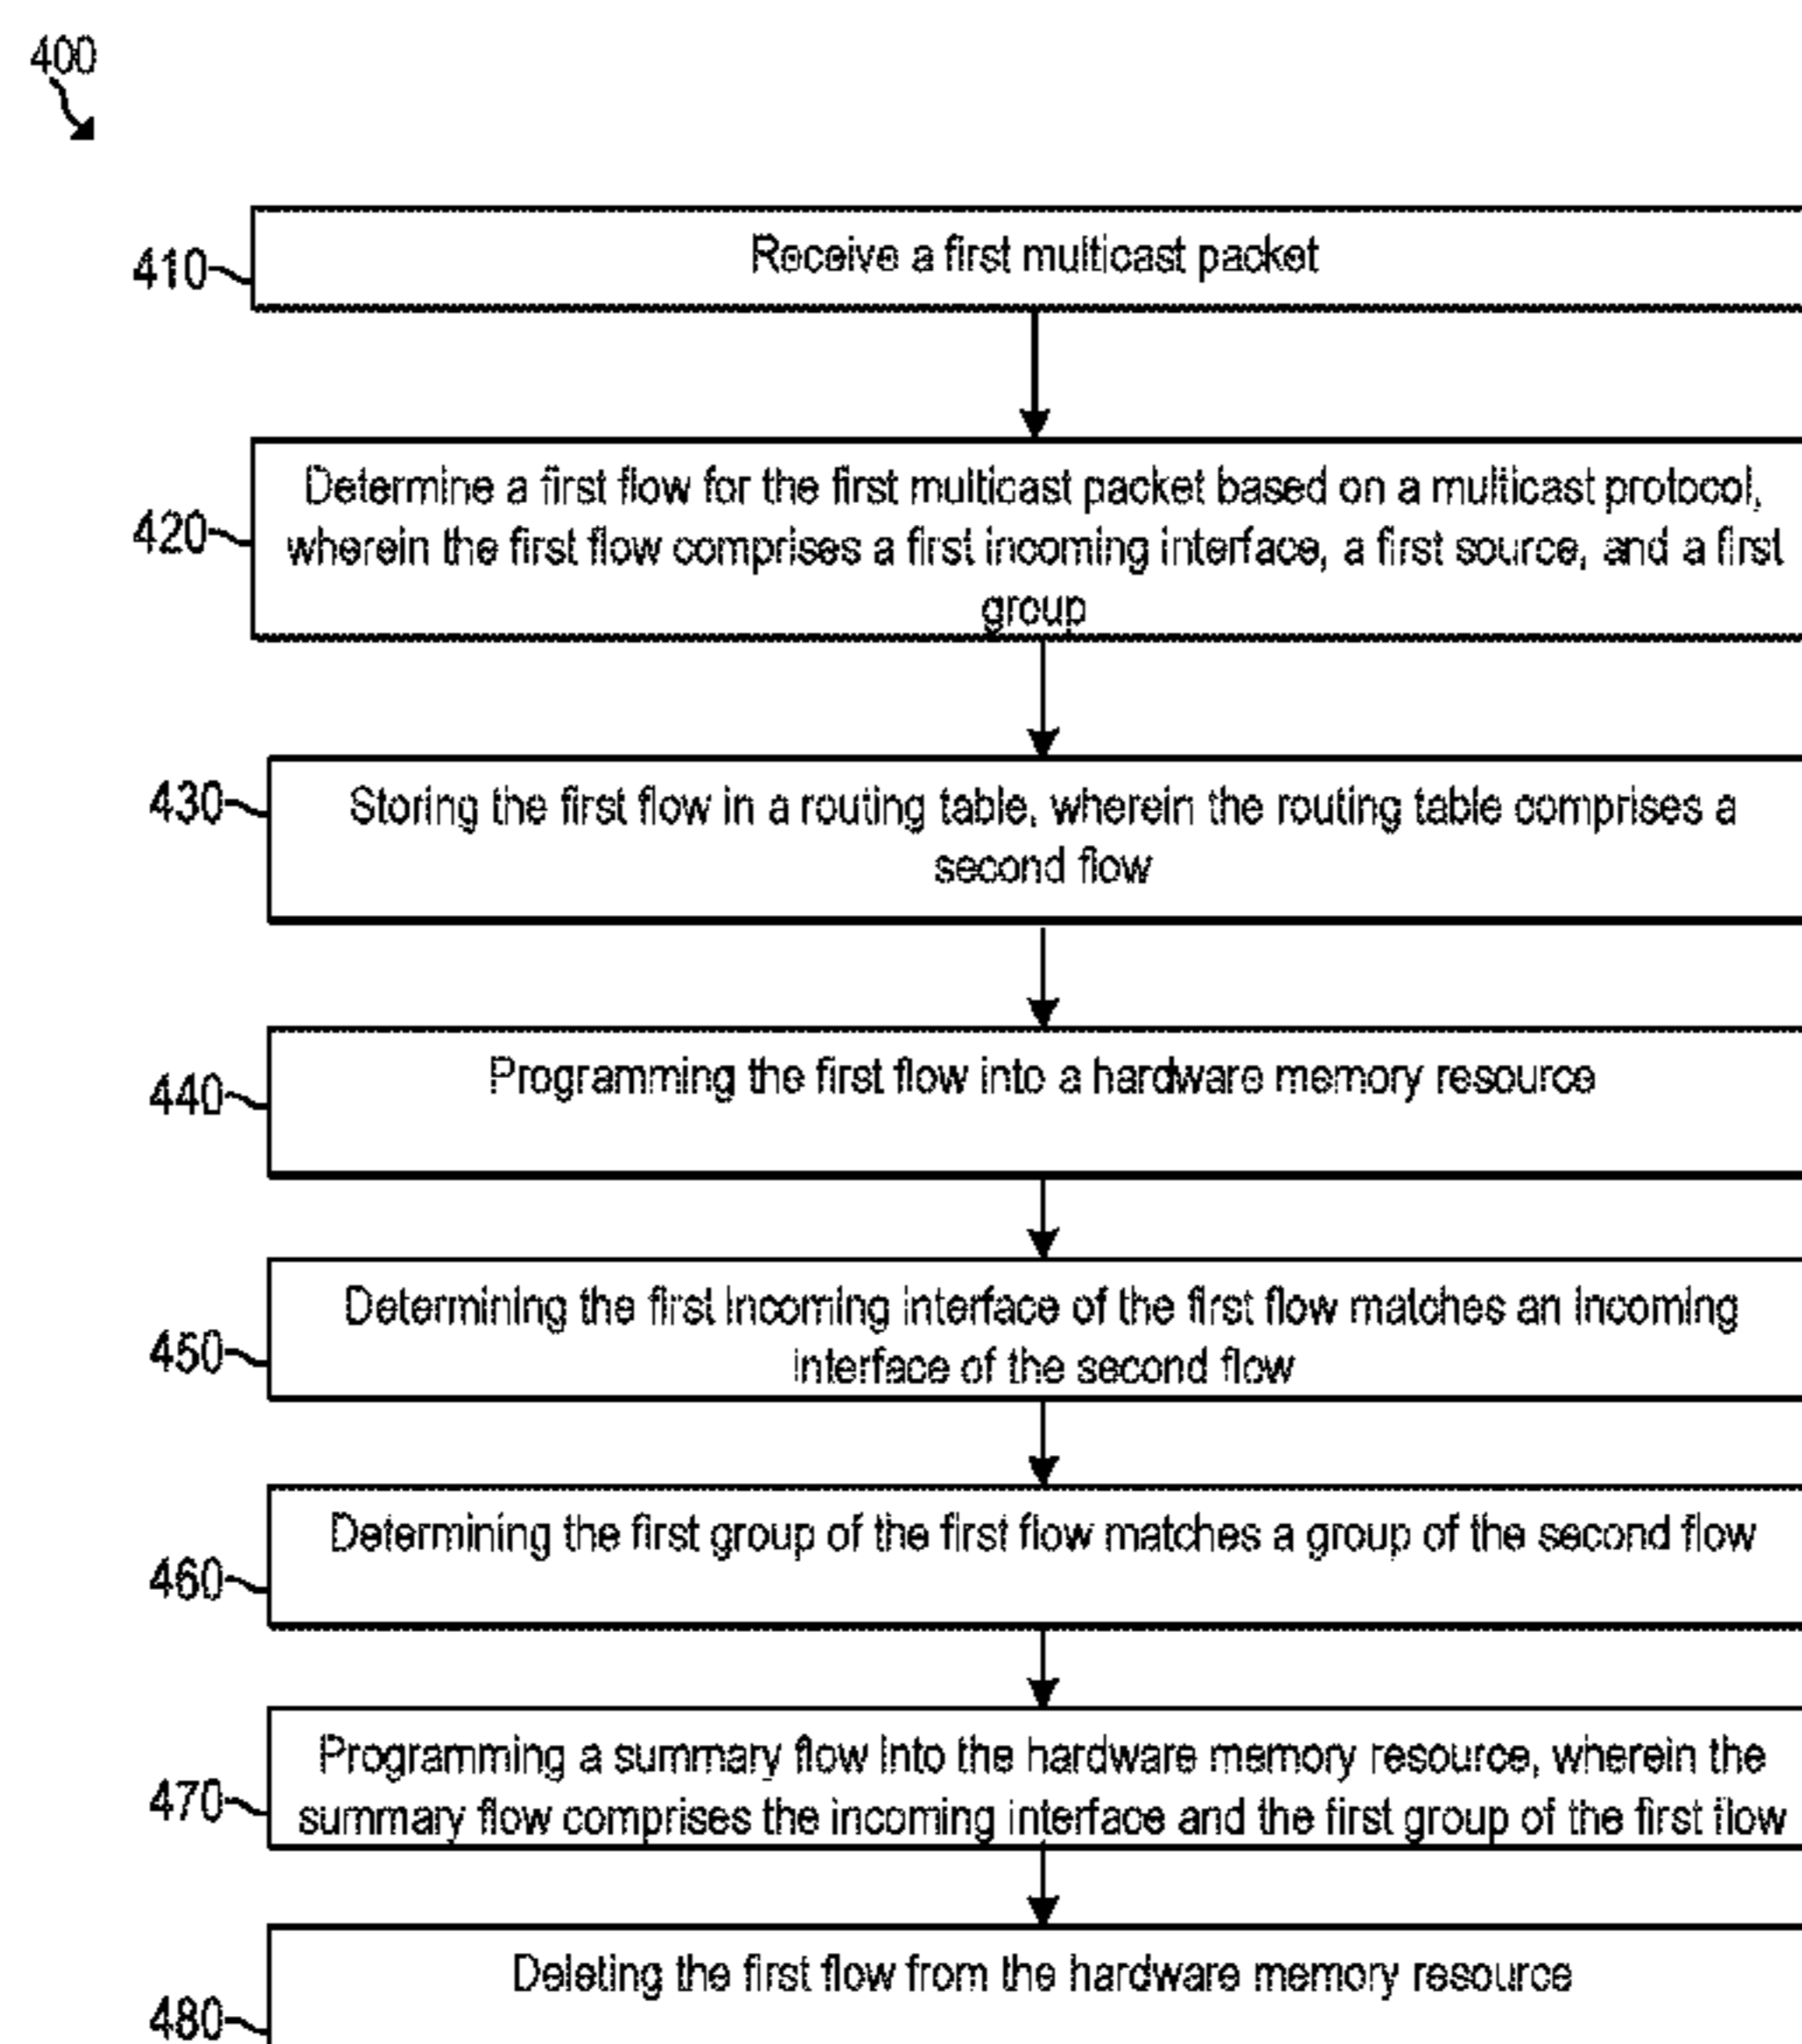 400
410
Receive a first multicast packet
420
Determine a first flow for the first multicast packet based on a multicast protocol,
wherein the first flow comprises a first incoming interface, a first source, and a first
group
430
Storing the first flow in a routing table, wherein the routing table comprises a
second flow
440
Programming the first flow into a hardware memory resource
450
Determining the first incoming interface of the first flow matches an incoming
interface of the second flow
460
Determining the first group of the first flow matches a group of the second flow
470
Programming a summary flow into the hardware memory resource, wherein the
summary flow comprises the incoming interface and the first group of the first flow
480
Deleting the first flow from the hardware memory resource